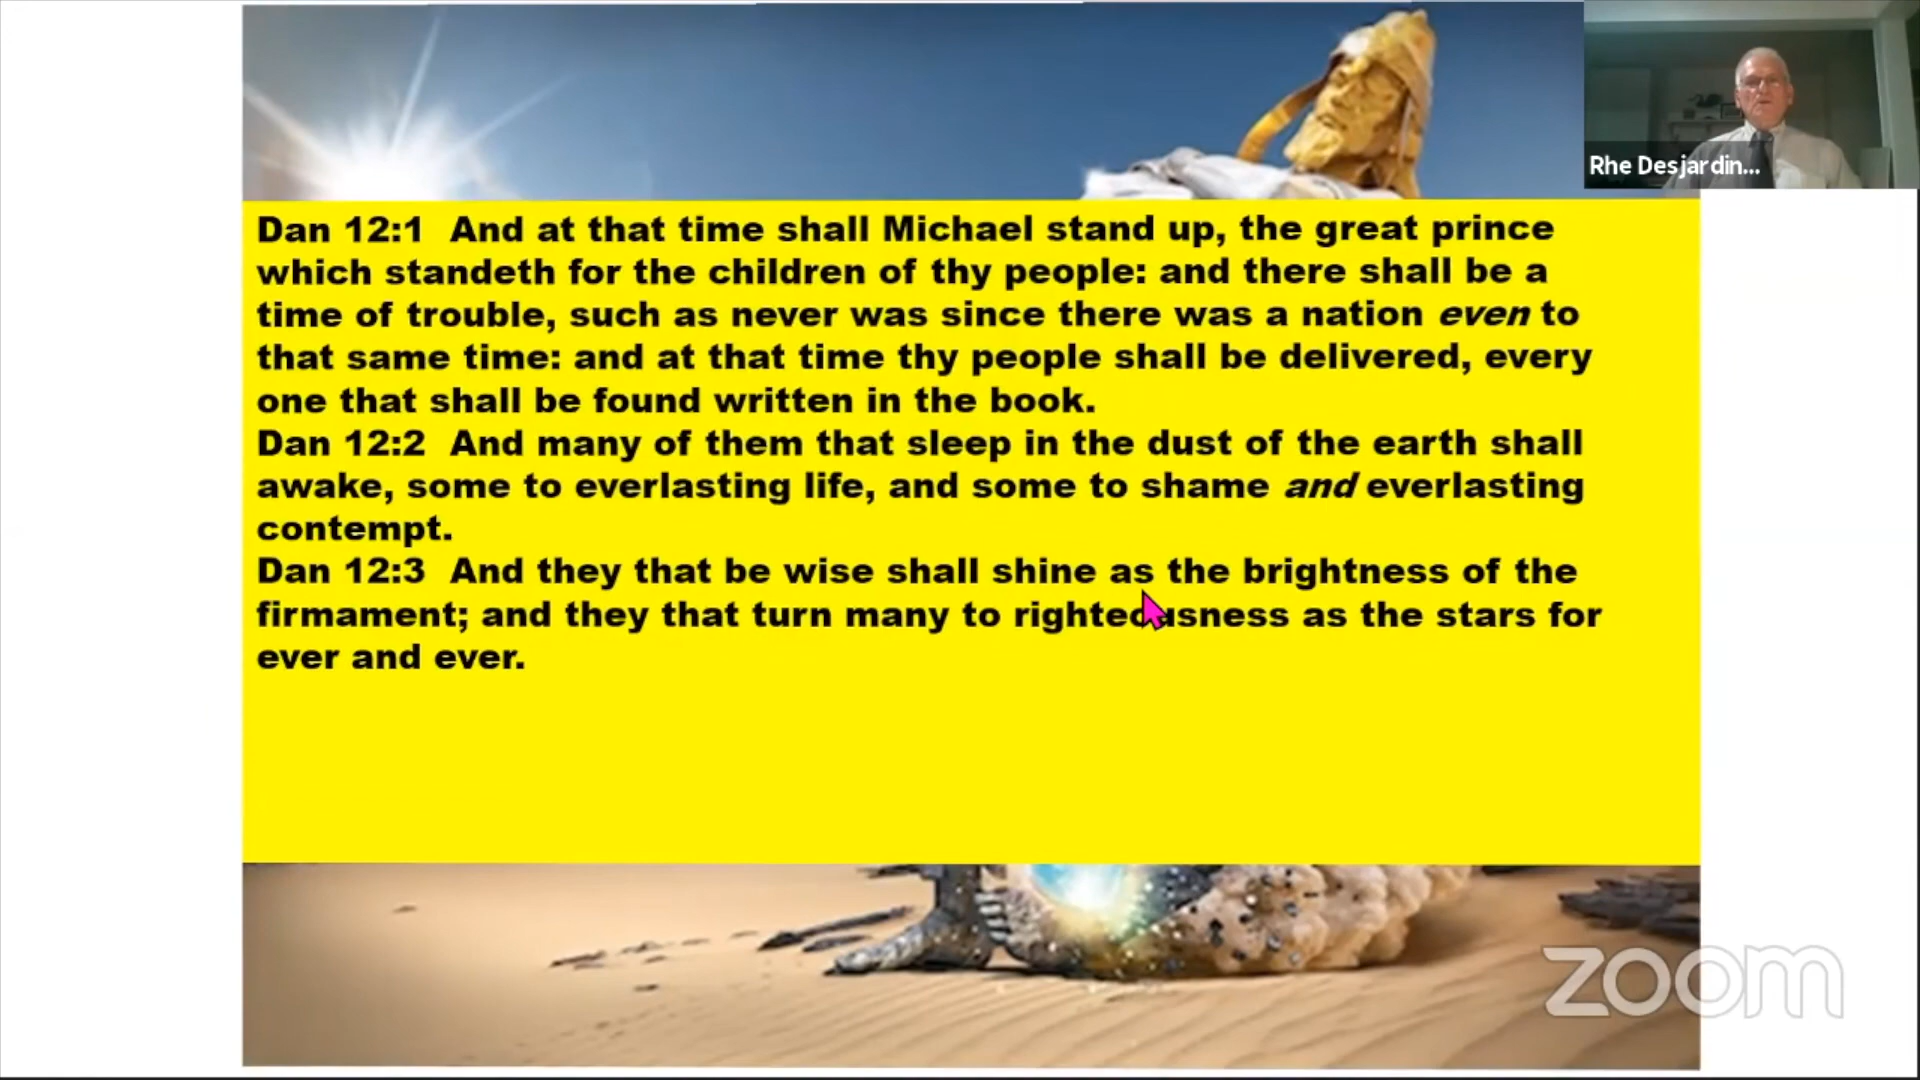 Rhe Desjardin...
Dan 12:1 And at that time shall Michael stand up, the great prince
which standeth for the children of thy people: and there shall be a
time of trouble, such as never was since there was a nation even to
that same time: and at that time thy people shall be delivered, every
one that shall be found written in the book.
Dan 12:2 And many of them that sleep in the dust of the earth shall
awake, some to everlasting life, and some to shame and everlasting
contempt.
Dan 12:3 And they that be wise shall shine as the brightness of the
firmament; and they that turn many to righteousness as the stars for
ever and ever.
zoom